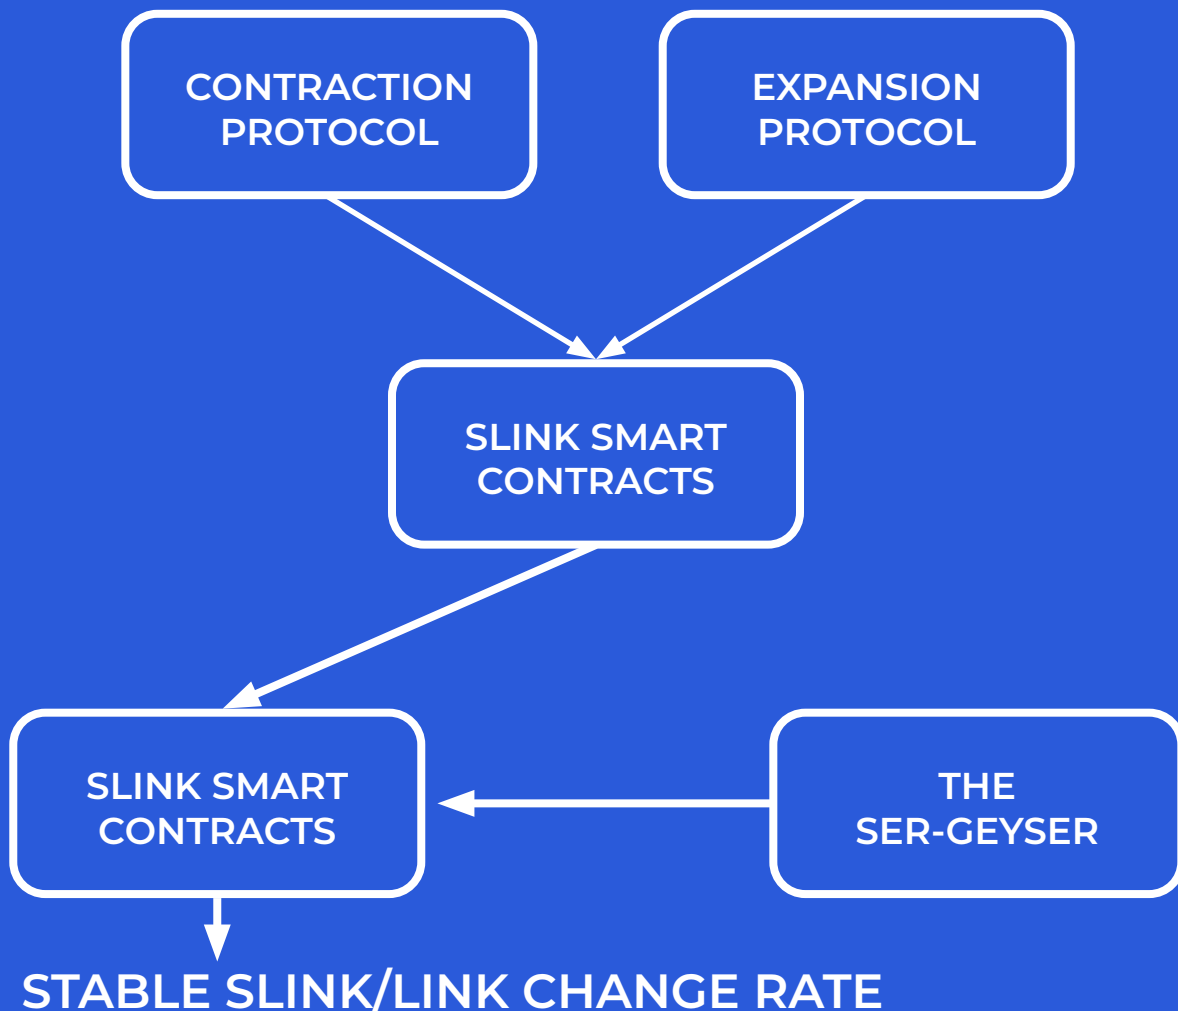 CONTRACTION
PROTOCOL
EXPANSION
PROTOCOL
SLINK SMART
CONTRACTS
SLINK SMART
CONTRACTS
THE
SER-GEYSER
STABLE SLINK/LINK CHANGE RATE